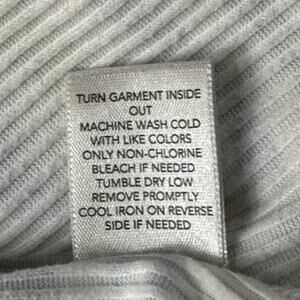 TURN GARMENT INSIDE
OUT
MACHINE WASH COLD
WITH LIKE COLORS
ONLY NON-CHLORINE
BLEACH IF NEEDED
TUMBLE DRY LOW
REMOVE PROMPTLY
COOL IRON ON REVERSE
SIDE IF NEEDED